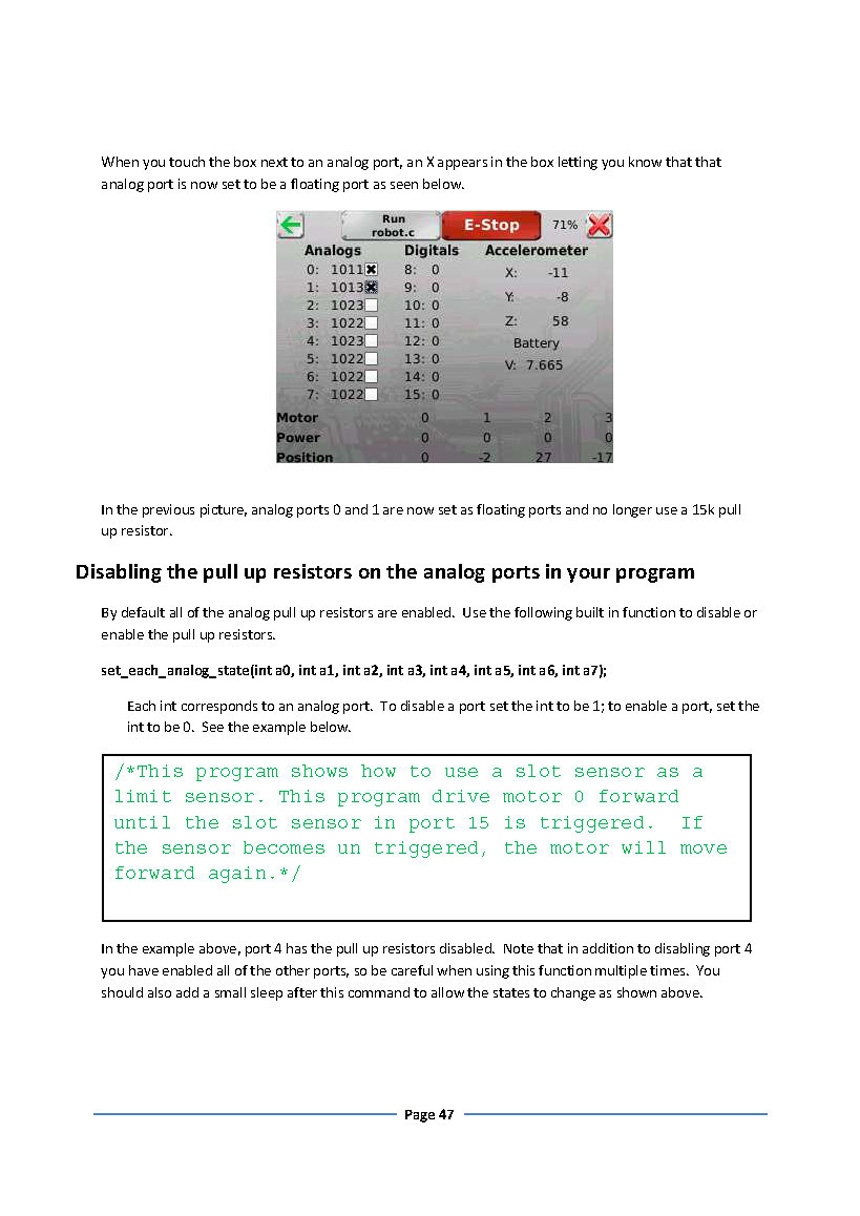 When you touch the box next to an analog port, an X appears in the box letting you know that that
analog port is now set to be a floating port as seen below.
Run
robot.c
E-Stop
71%
Analogs Digitals Accelerometer
0: 1011 8: 0 X: -11
1: 1013 9: 0
2: 1023 10: 0 Y: -8
3: 1022 11: 0 Z: 58
4: 1023 12: 0 Battery
5: 1022 13: 0 V: 7.665
6: 1022 14: 0
7: 1022 15: 0
Motor 0 1 2 3
Power 0 0 0 0
Position 0 -2 27 -17
In the previous picture, analog ports 0 and 1 are now set as floating ports and no longer use a 15k pull
up resistor.
Disabling the pull up resistors on the analog ports in your program
By default all of the analog pull up resistors are enabled. Use the following built in function to disable or
enable the pull up resistors.
set_each_analog_state(int a0, int a1, int a2, int a3, int a4, int a5, int a6, int a7);
Each int corresponds to an analog port. To disable a port set the int to be 1; to enable a port, set the
int to be 0. See the example below.
/*This program shows how to use a slot sensor as a
limit sensor. This program drive motor 0 forward
until the slot sensor in port 15 is triggered. If
the sensor becomes un triggered, the motor will move
forward again.*/
In the example above, port 4 has the pull up resistors disabled. Note that in addition to disabling port 4
you have enabled all of the other ports, so be careful when using this function multiple times. You
should also add a small sleep after this command to allow the states to change as shown above.
Page 47